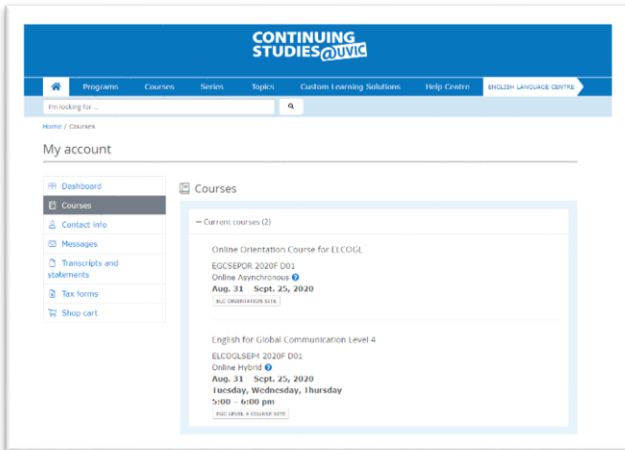 CONTINUING
STUDIES@UVIC
Programs Courses Series Topics Custom Learning Solutions Help Centre ENGLISH LANGUAGE CENTRE
I'm looking for ...
Home / Courses
My account
Dashboard
Courses
Contact info
Messages
Transcripts and
statements
Tax forms
Shop cart
Courses
Current courses (2)
Online Orientation Course for ELCOGL
EGCSEPOR 2020F D01
Online Asynchronous
Aug. 31 Sept. 25, 2020
ELC ORIENTATION SITE
English for Global Communication Level 4
ELCOGLSEP4 2020F D01
Online Hybrid
Aug. 31 Sept. 25, 2020
Tuesday, Wednesday, Thursday
5:00 – 6:00 pm
EGC LEVEL 4 COURSE SITE